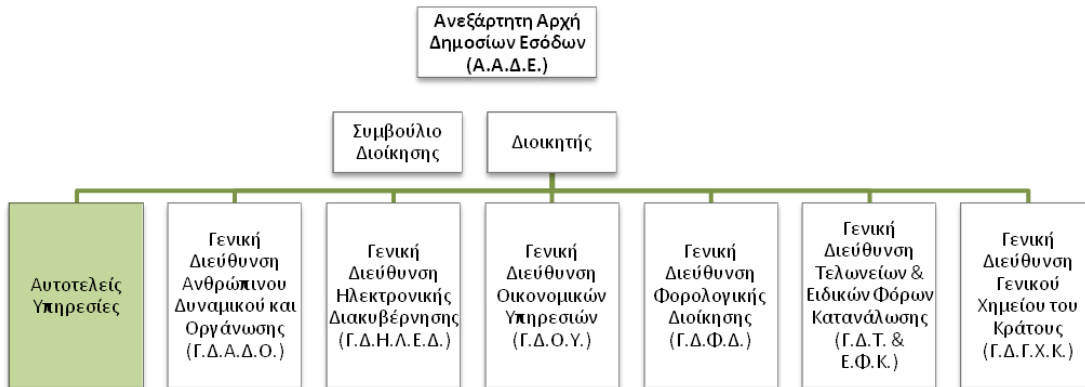 Ανεξάρτητη Αρχή
Δημοσίων Εσόδων
(Α.Α.Δ.Ε.)
Συμβούλιο
Διοίκησης
Διοικητής
Αυτοτελείς
Υπηρεσίες
Γενική
Διεύθυνση
Ανθρώπινου
Δυναμικού και
Οργάνωσης
(Γ.Δ.Α.Δ.Ο.)
Γενική
Διεύθυνση
Ηλεκτρονικής
Διακυβέρνησης
(Γ.Δ.Η.Λ.Ε.Δ.)
Γενική
Διεύθυνση
Οικονομικών
Υπηρεσιών
(Γ.Δ.Ο.Υ.)
Γενική
Διεύθυνση
Φορολογικής
Διοίκησης
(Γ.Δ.Φ.Δ.)
Γενική
Διεύθυνση
Τελωνείων &
Ειδικών Φόρων
Κατανάλωσης
(Γ.Δ.Τ. &
Ε.Φ.Κ.)
Γενική
Διεύθυνση
Γενικού
Χημείου του
Κράτους
(Γ.Δ.Γ.Χ.Κ.)